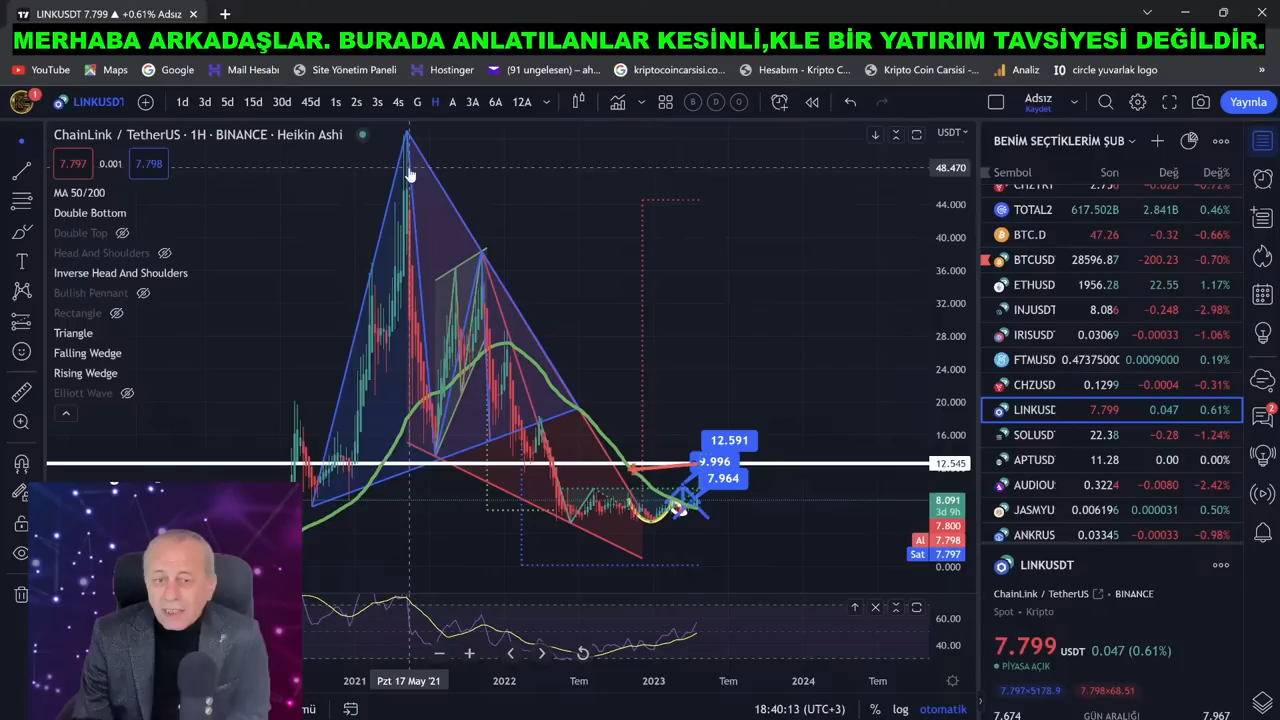 LINKUSDT 7.799 ▲ +0.61% Adsız
MERHABA ARKADAŞLAR. BURADA ANLATILANLAR KESİNLİ,KLE BİR YATIRIM TAVSİYESİ DEĞİLDİR.
YouTube Maps Google Mail Hesabı Site Yönetim Paneli Hostinger (91 ungelesen) – ah... kriptocoincarsisi.co... Hesabım - Kripto C... Kripto Coin Carsisi -... Analiz circle yuvarlak logo »
LINKUSDT 1d 3d 5d 15d 30d 45d 1s 2s 3s 4s G H A 3A 6A 12A B D O Adsız Kaydet Yayınla
ChainLink / TetherUS · 1H · BINANCE · Heikin Ashi
7.797 0.001 7.798
MA 50/200
Double Bottom
Double Top
Head And Shoulders
Inverse Head And Shoulders
Bullish Pennant
Rectangle
Triangle
Falling Wedge
Rising Wedge
Elliott Wave
USDT
48.470
44.000
40.000
36.000
32.000
28.000
24.000
20.000
16.000
12.545
8.091
3d 9h
7.800
Al 7.798
Sat 7.797
0.000
12.591
9.996
7.964
60.00
40.00
2021 Pzt 17 May '21 2022 Tem 2023 Tem 2024 Tem
18:40:13 (UTC+3) % log otomatik
BENİM SEÇTİKLERİM ŞUB
Sembol Son Değ Değ%
TOTAL2 617.502B 2.841B 0.46%
BTC.D 47.26 −0.32 −0.66%
BTCUSD 28596.87 −200.23 −0.70%
ETHUSD 1956.28 22.55 1.17%
INJUSDT 8.086 −0.248 −2.98%
IRISUSD 0.03069 −0.00033 −1.06%
FTMUSD 0.47375000 0.0009000 0.19%
CHZUSD 0.1299 −0.0004 −0.31%
LINKUSD 7.799 0.047 0.61%
SOLUSD 22.38 −0.28 −1.24%
APTUSD 11.28 0.00 0.00%
AUDIOU 0.3224 −0.0080 −2.42%
JASMYU 0.006196 0.000031 0.50%
ANKRUS 0.03345 −0.00033 −0.98%
LINKUSDT
ChainLink / TetherUS BINANCE
Spot • Kripto
7.799 USDT 0.047 (0.61%)
PİYASA AÇIK
7.797×5178.9 7.798×68.51
7.674 GÜN ARALIĞI 7.967